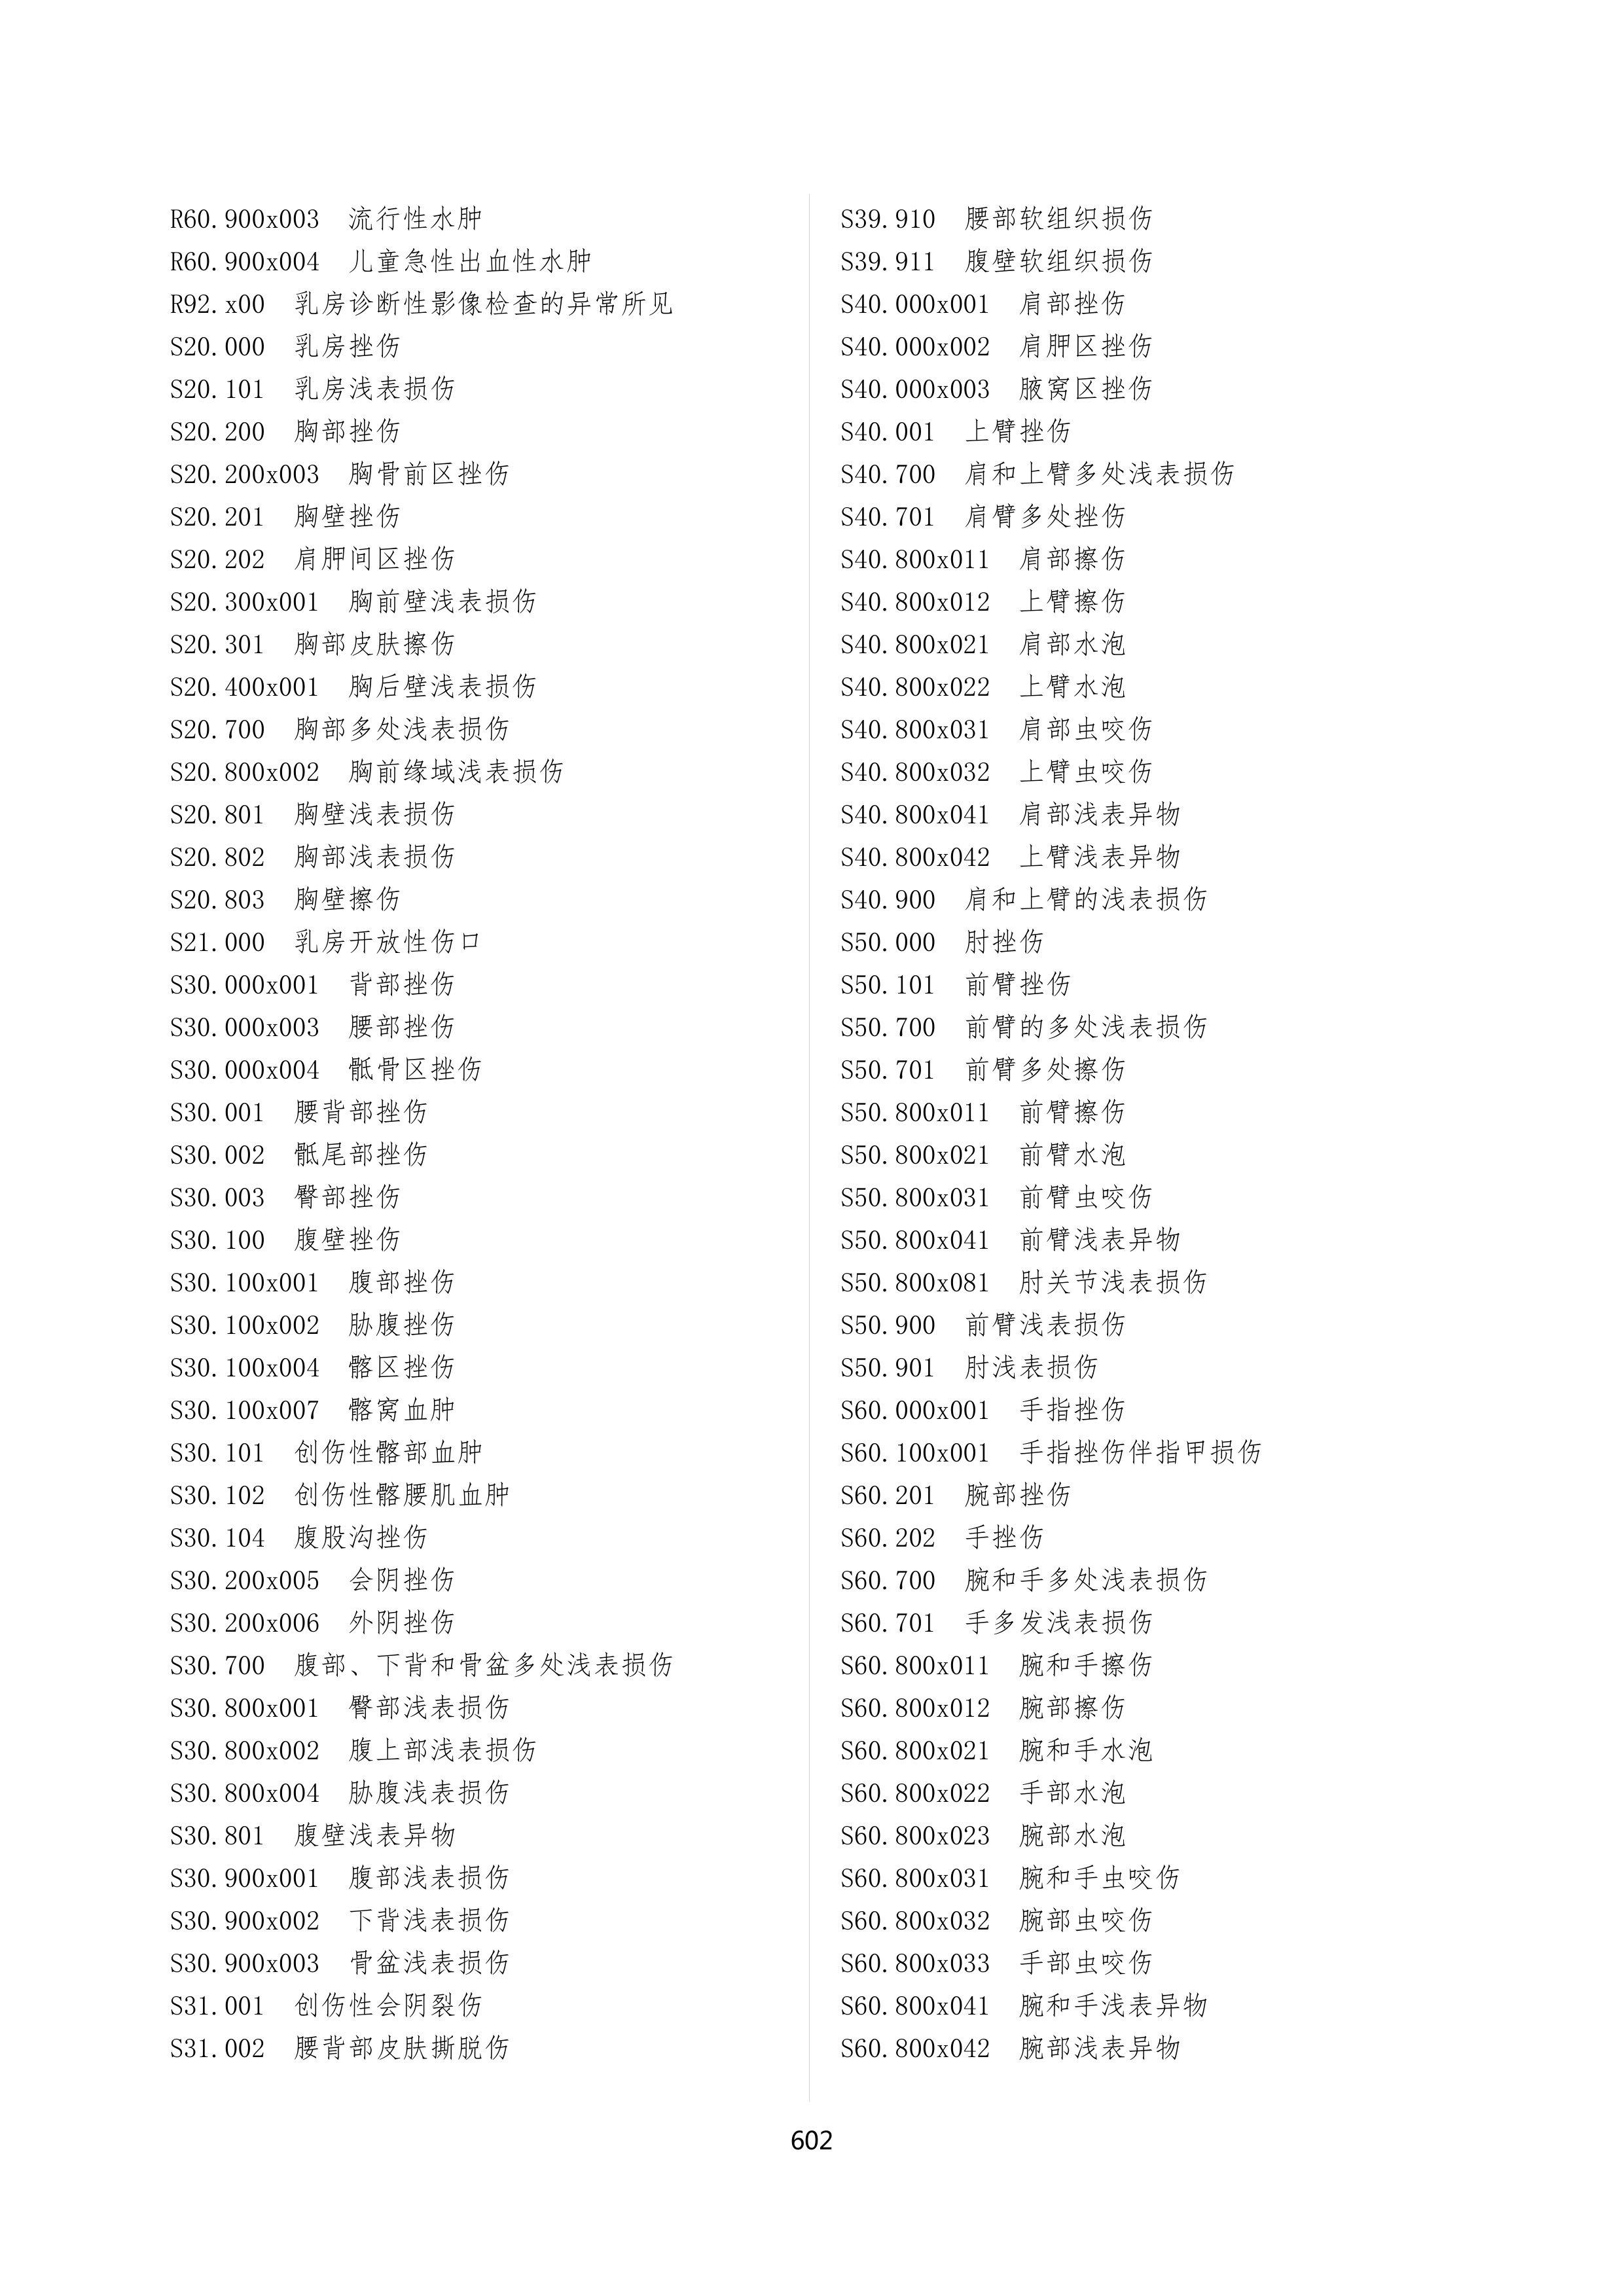 R60.900x003  流行性水肿
R60.900x004  儿童急性出血性水肿
R92.x00  乳房诊断性影像检查的异常所见
S20.000  乳房挫伤
S20.101  乳房浅表损伤
S20.200  胸部挫伤
S20.200x003  胸骨前区挫伤
S20.201  胸壁挫伤
S20.202  肩胛间区挫伤
S20.300x001  胸前壁浅表损伤
S20.301  胸部皮肤擦伤
S20.400x001  胸后壁浅表损伤
S20.700  胸部多处浅表损伤
S20.800x002  胸前缘域浅表损伤
S20.801  胸壁浅表损伤
S20.802  胸部浅表损伤
S20.803  胸壁擦伤
S21.000  乳房开放性伤口
S30.000x001  背部挫伤
S30.000x003  腰部挫伤
S30.000x004  骶骨区挫伤
S30.001  腰背部挫伤
S30.002  骶尾部挫伤
S30.003  臀部挫伤
S30.100  腹壁挫伤
S30.100x001  腹部挫伤
S30.100x002  胁腹挫伤
S30.100x004  髂区挫伤
S30.100x007  髂窝血肿
S30.101  创伤性髂部血肿
S30.102  创伤性髂腰肌血肿
S30.104  腹股沟挫伤
S30.200x005  会阴挫伤
S30.200x006  外阴挫伤
S30.700  腹部、下背和骨盆多处浅表损伤
S30.800x001  臀部浅表损伤
S30.800x002  腹上部浅表损伤
S30.800x004  胁腹浅表损伤
S30.801  腹壁浅表异物
S30.900x001  腹部浅表损伤
S30.900x002  下背浅表损伤
S30.900x003  骨盆浅表损伤
S31.001  创伤性会阴裂伤
S31.002  腰背部皮肤撕脱伤
S39.910  腰部软组织损伤
S39.911  腹壁软组织损伤
S40.000x001  肩部挫伤
S40.000x002  肩胛区挫伤
S40.000x003  腋窝区挫伤
S40.001  上臂挫伤
S40.700  肩和上臂多处浅表损伤
S40.701  肩臂多处挫伤
S40.800x011  肩部擦伤
S40.800x012  上臂擦伤
S40.800x021  肩部水泡
S40.800x022  上臂水泡
S40.800x031  肩部虫咬伤
S40.800x032  上臂虫咬伤
S40.800x041  肩部浅表异物
S40.800x042  上臂浅表异物
S40.900  肩和上臂的浅表损伤
S50.000  肘挫伤
S50.101  前臂挫伤
S50.700  前臂的多处浅表损伤
S50.701  前臂多处擦伤
S50.800x011  前臂擦伤
S50.800x021  前臂水泡
S50.800x031  前臂虫咬伤
S50.800x041  前臂浅表异物
S50.800x081  肘关节浅表损伤
S50.900  前臂浅表损伤
S50.901  肘浅表损伤
S60.000x001  手指挫伤
S60.100x001  手指挫伤伴指甲损伤
S60.201  腕部挫伤
S60.202  手挫伤
S60.700  腕和手多处浅表损伤
S60.701  手多发浅表损伤
S60.800x011  腕和手擦伤
S60.800x012  腕部擦伤
S60.800x021  腕和手水泡
S60.800x022  手部水泡
S60.800x023  腕部水泡
S60.800x031  腕和手虫咬伤
S60.800x032  腕部虫咬伤
S60.800x033  手部虫咬伤
S60.800x041  腕和手浅表异物
S60.800x042  腕部浅表异物
602